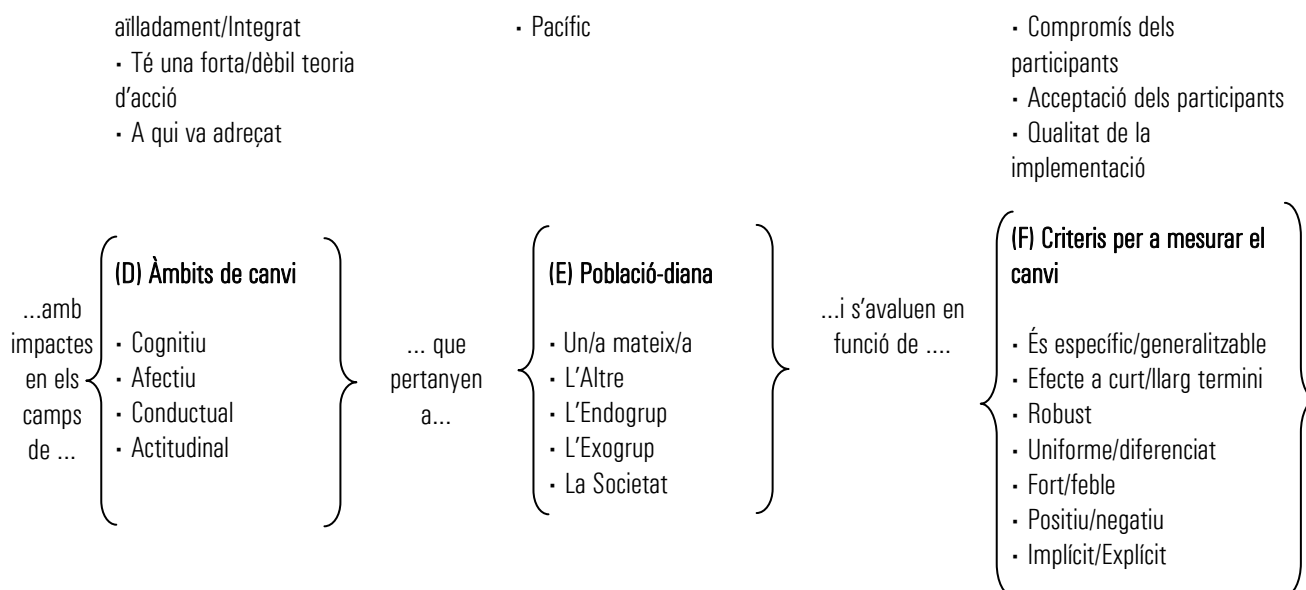 aïlladament/Integrat
· Té una forta/dèbil teoria
d'acció
· A qui va adreçat
· Pacífic
· Compromís dels
participants
· Acceptació dels participants
· Qualitat de la
implementació
...amb
impactes
en els
camps
de ...
(D) Àmbits de canvi
· Cognitiu
· Afectiu
· Conductual
· Actitudinal
... que
pertanyen
a...
(E) Població-diana
· Un/a mateix/a
· L'Altre
· L'Endogrup
· L'Exogrup
· La Societat
...i s'avaluen en
funció de ....
(F) Criteris per a mesurar el
canvi
· És específic/generalitzable
· Efecte a curt/llarg termini
· Robust
· Uniforme/diferenciat
· Fort/feble
· Positiu/negatiu
· Implícit/Explícit